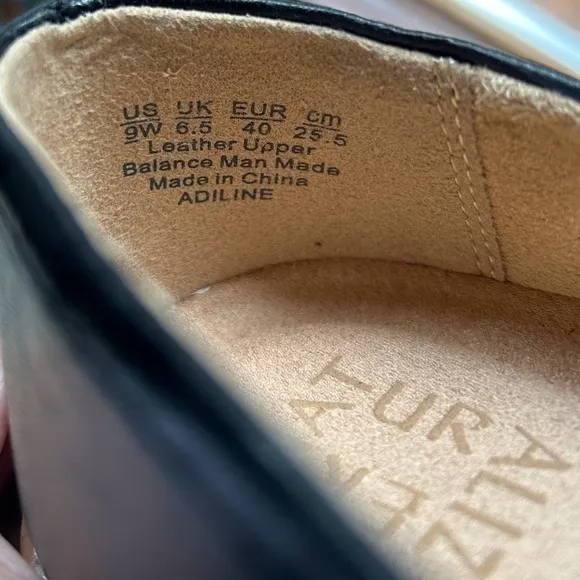 US UK EUR cm
9W 6.5 40 25.5
Leather Upper
Balance Man Made
Made in China
ADILINE
NATURALIZER